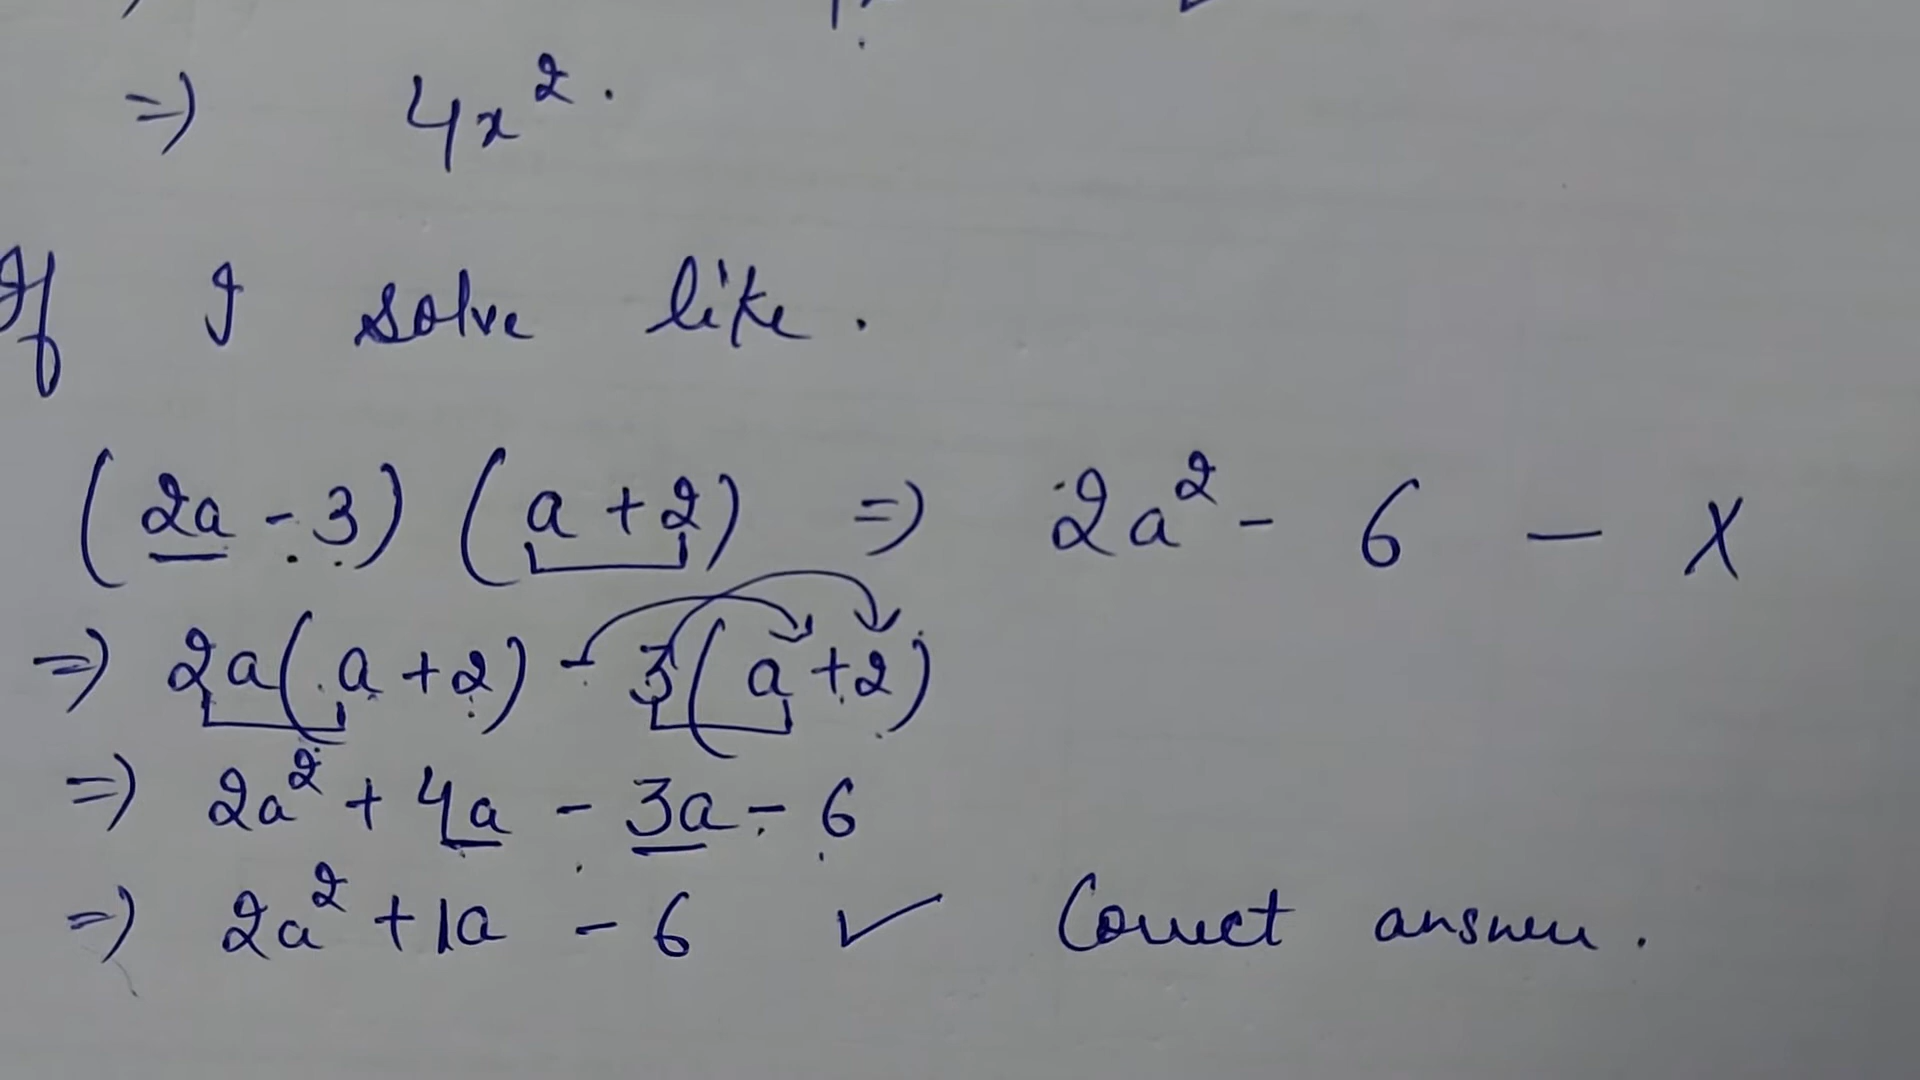 => 4x².
If I solve like.
(2a - 3) (a + 2) => 2a² - 6 — X
=> 2a(a + 2) - 3(a + 2)
=> 2a² + 4a - 3a - 6
=> 2a² + 1a - 6 ✓ Correct answer.